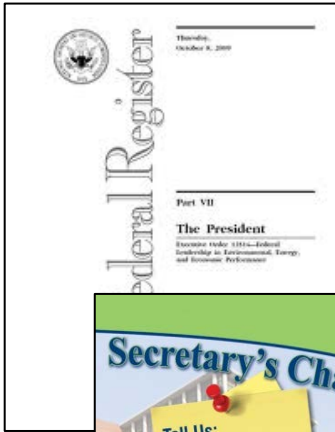 Thursday,
October 8, 2009
Federal Register
Part VII
The President
Executive Order 13514—Federal
Leadership in Environmental, Energy,
and Economic Performance
Secretary's Cha
Tell Us: